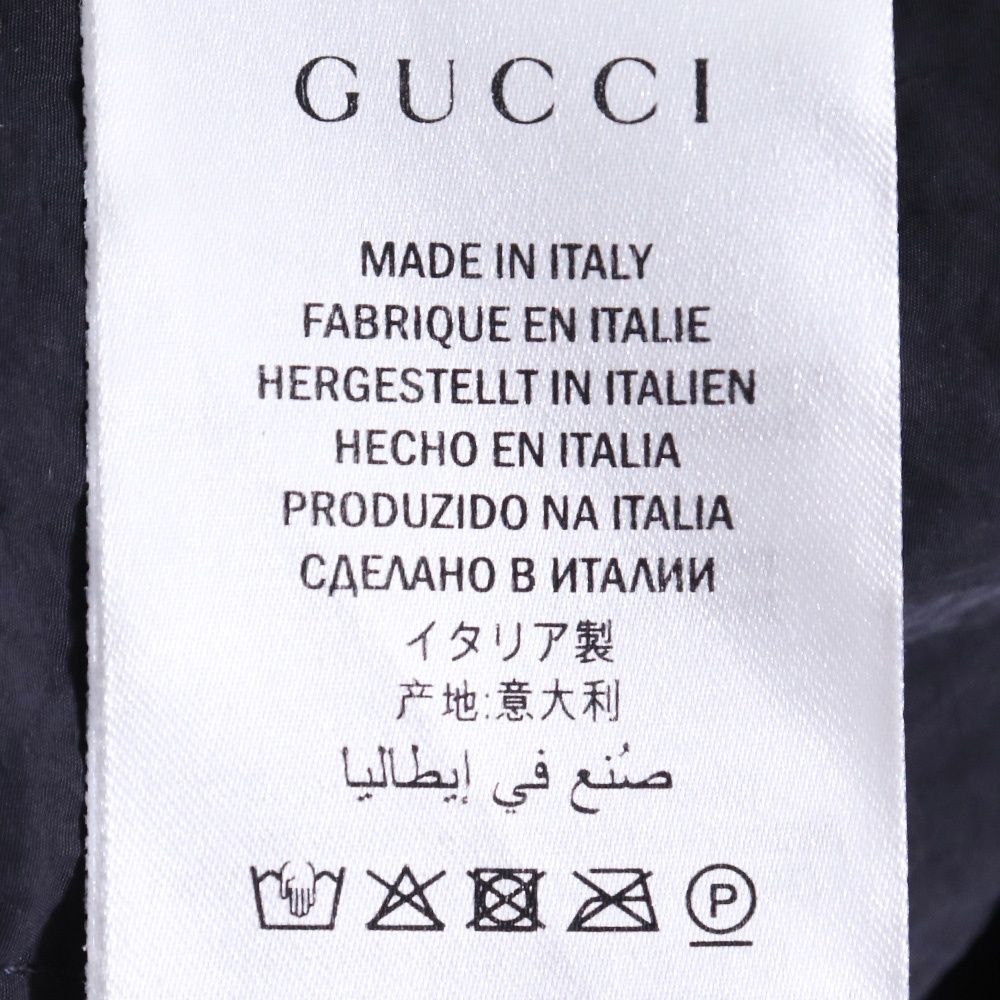 GUCCI
MADE IN ITALY
FABRIQUE EN ITALIE
HERGESTELLT IN ITALIEN
HECHO EN ITALIA
PRODUZIDO NA ITALIA
СДЕЛАНО В ИТАЛИИ
イタリア製
产地:意大利
صُنع في إيطاليا
P